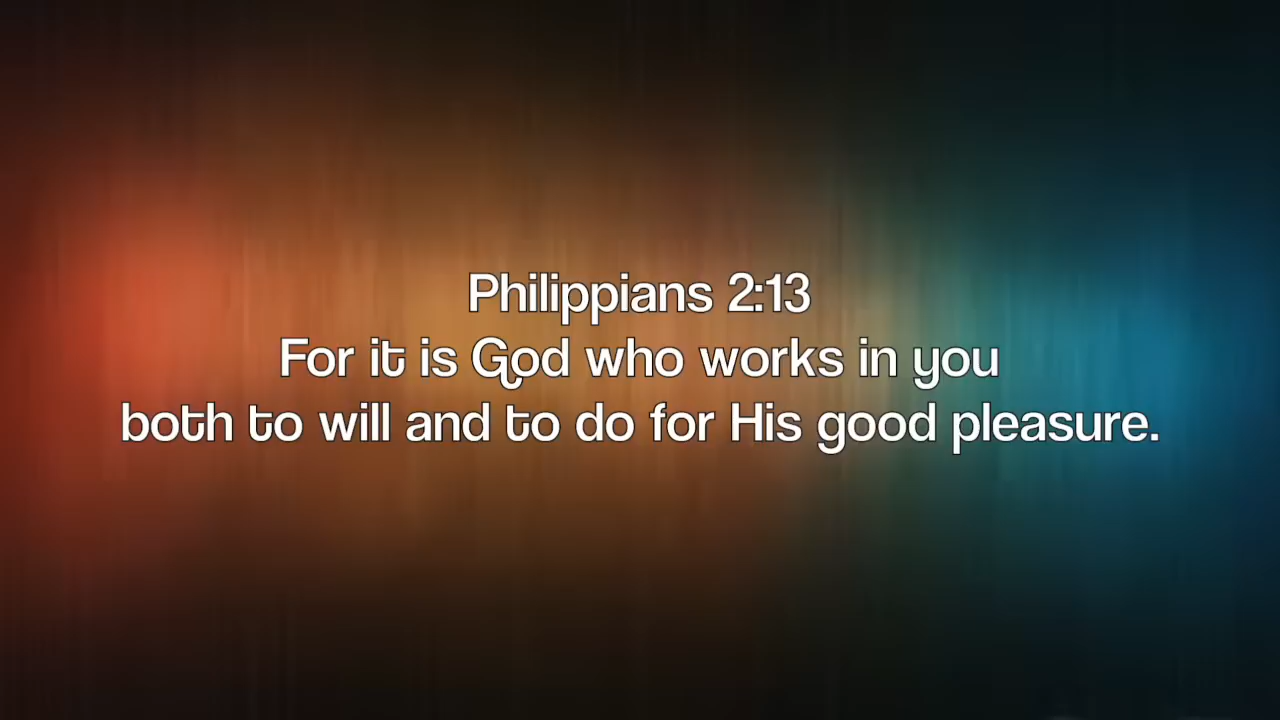 Philippians 2:13
For it is God who works in you
both to will and to do for His good pleasure.